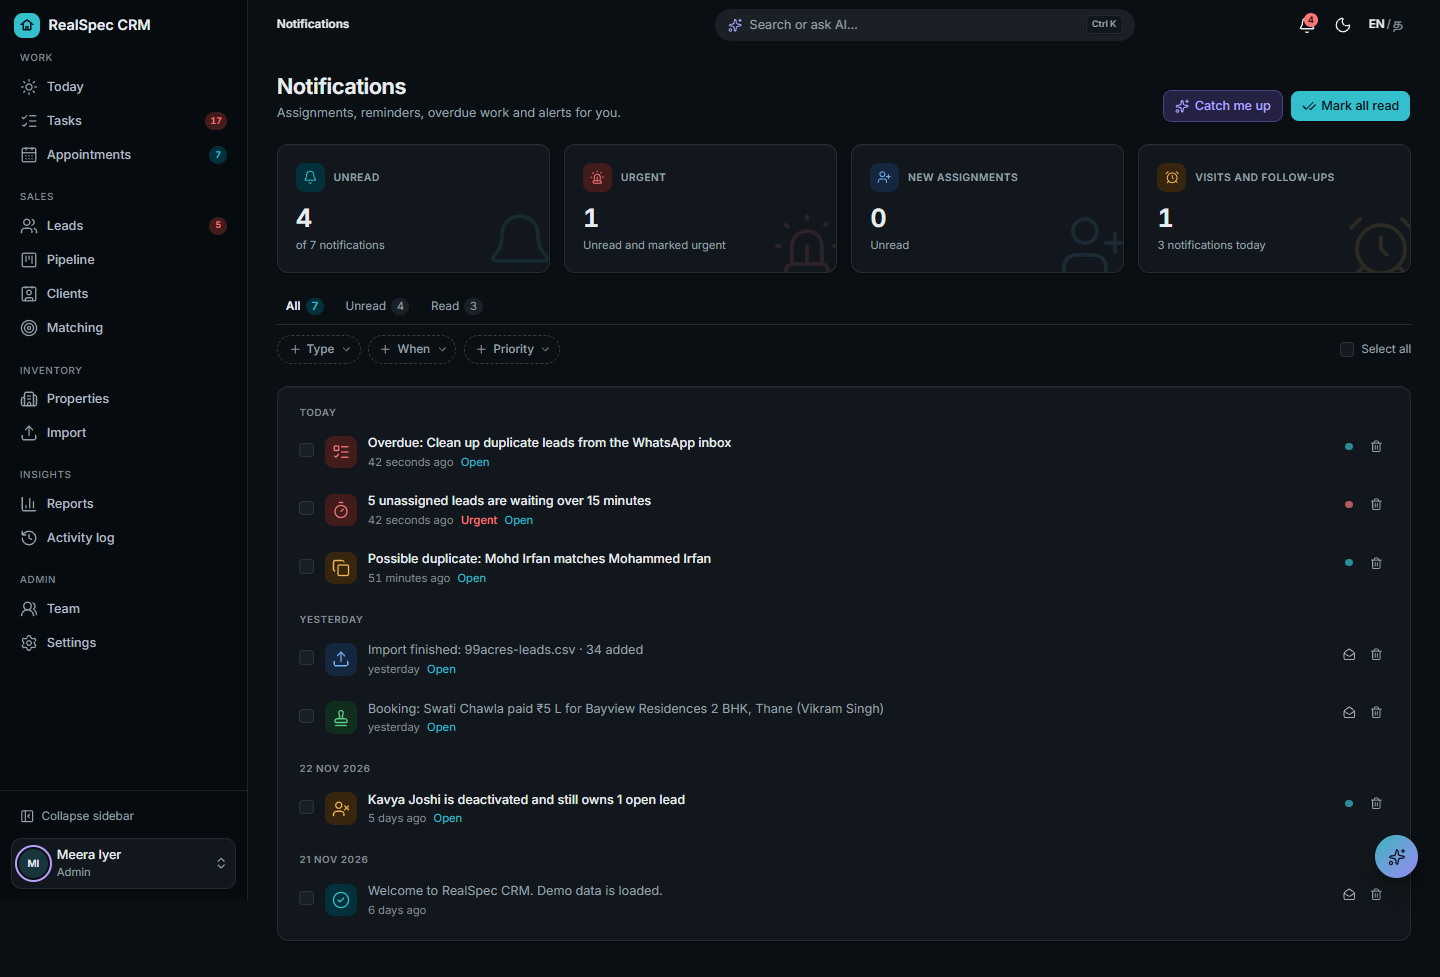 RealSpec CRM
WORK
Today
Tasks 17
Appointments 7
SALES
Leads 5
Pipeline
Clients
Matching
INVENTORY
Properties
Import
INSIGHTS
Reports
Activity log
ADMIN
Team
Settings
Collapse sidebar
MI
Meera Iyer
Admin
Notifications
Search or ask AI...
Ctrl K
4
EN / த
Notifications
Assignments, reminders, overdue work and alerts for you.
Catch me up
Mark all read
UNREAD
4
of 7 notifications
URGENT
1
Unread and marked urgent
NEW ASSIGNMENTS
0
Unread
VISITS AND FOLLOW-UPS
1
3 notifications today
All 7 Unread 4 Read 3
Type When Priority
Select all
TODAY
Overdue: Clean up duplicate leads from the WhatsApp inbox
42 seconds ago Open
5 unassigned leads are waiting over 15 minutes
42 seconds ago Urgent Open
Possible duplicate: Mohd Irfan matches Mohammed Irfan
51 minutes ago Open
YESTERDAY
Import finished: 99acres-leads.csv · 34 added
yesterday Open
Booking: Swati Chawla paid ₹5 L for Bayview Residences 2 BHK, Thane (Vikram Singh)
yesterday Open
22 NOV 2026
Kavya Joshi is deactivated and still owns 1 open lead
5 days ago Open
21 NOV 2026
Welcome to RealSpec CRM. Demo data is loaded.
6 days ago